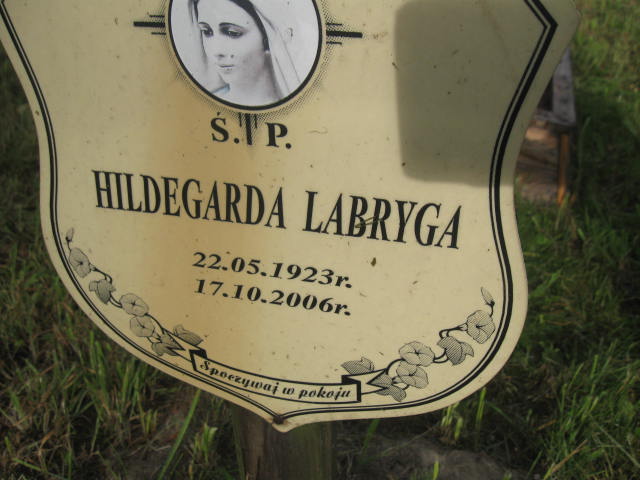 Ś. P.
HILDEGARDA LABRYGA
22.05.1923r.
17.10.2006r.
Spoczywaj w pokoju